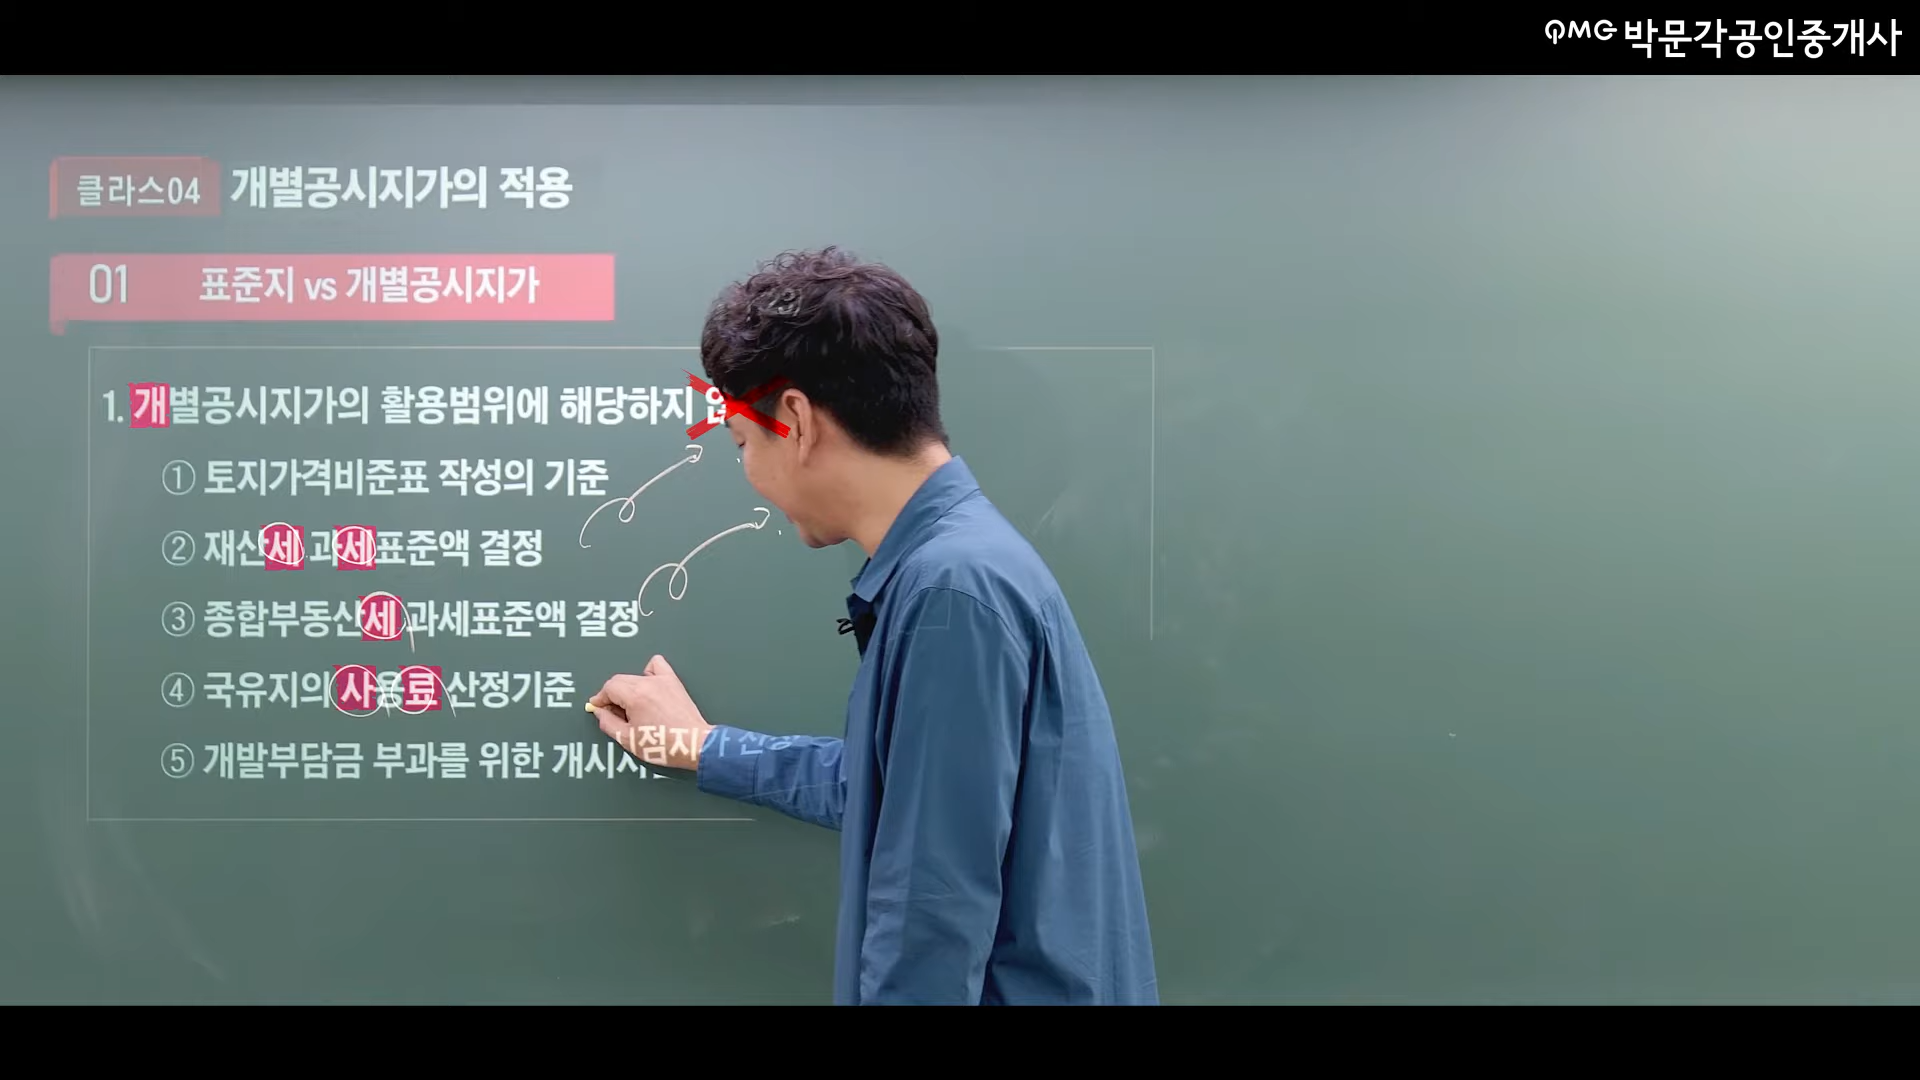 PMG 박문각공인중개사
클라스04 개별공시지가의 적용
01 표준지 vs 개별공시지가
1. 개별공시지가의 활용범위에 해당하지
① 토지가격비준표 작성의 기준
② 재산세 과세표준액 결정
③ 종합부동산세 과세표준액 결정
④ 국유지의 사용료 산정기준
⑤ 개발부담금 부과를 위한 개시시점지가